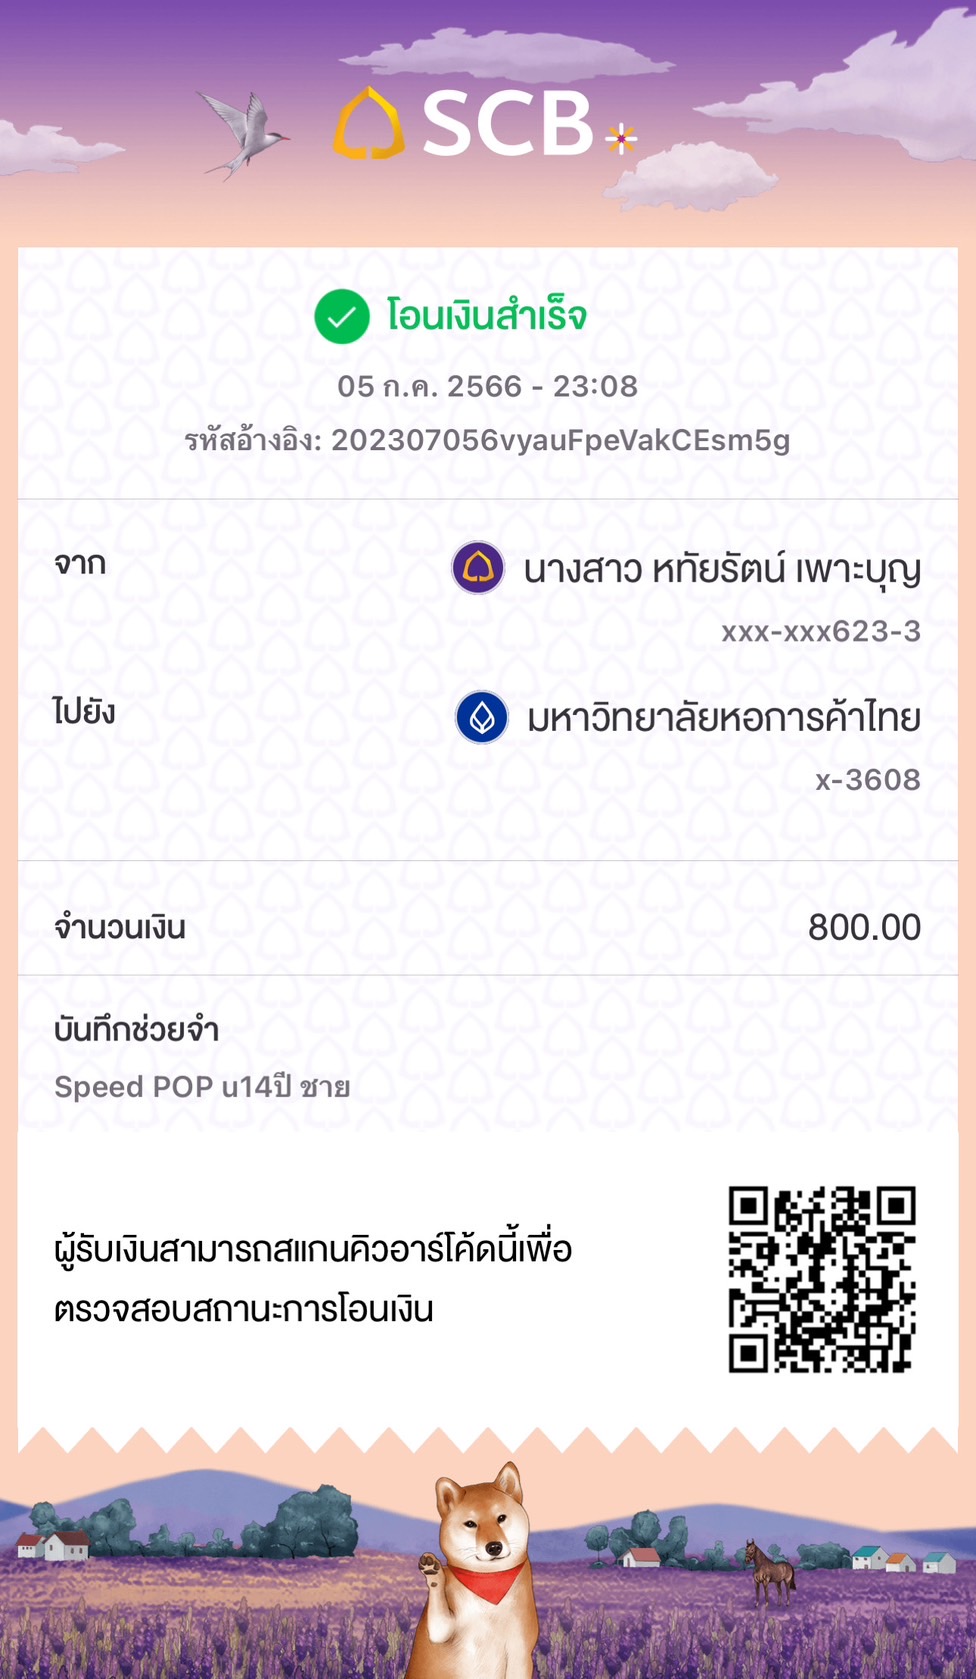 SCB
โอนเงินสำเร็จ
05 ก.ค. 2566 - 23:08
รหัสอ้างอิง: 202307056vyauFpeVakCEsm5g
จาก
นางสาว หทัยรัตน์ เพาะบุญ
xxx-xxx623-3
ไปยัง
มหาวิทยาลัยหอการค้าไทย
x-3608
จำนวนเงิน
800.00
บันทึกช่วยจำ
Speed POP u14ปี ชาย
ผู้รับเงินสามารถสแกนคิวอาร์โค้ดนี้เพื่อ
ตรวจสอบสถานะการโอนเงิน